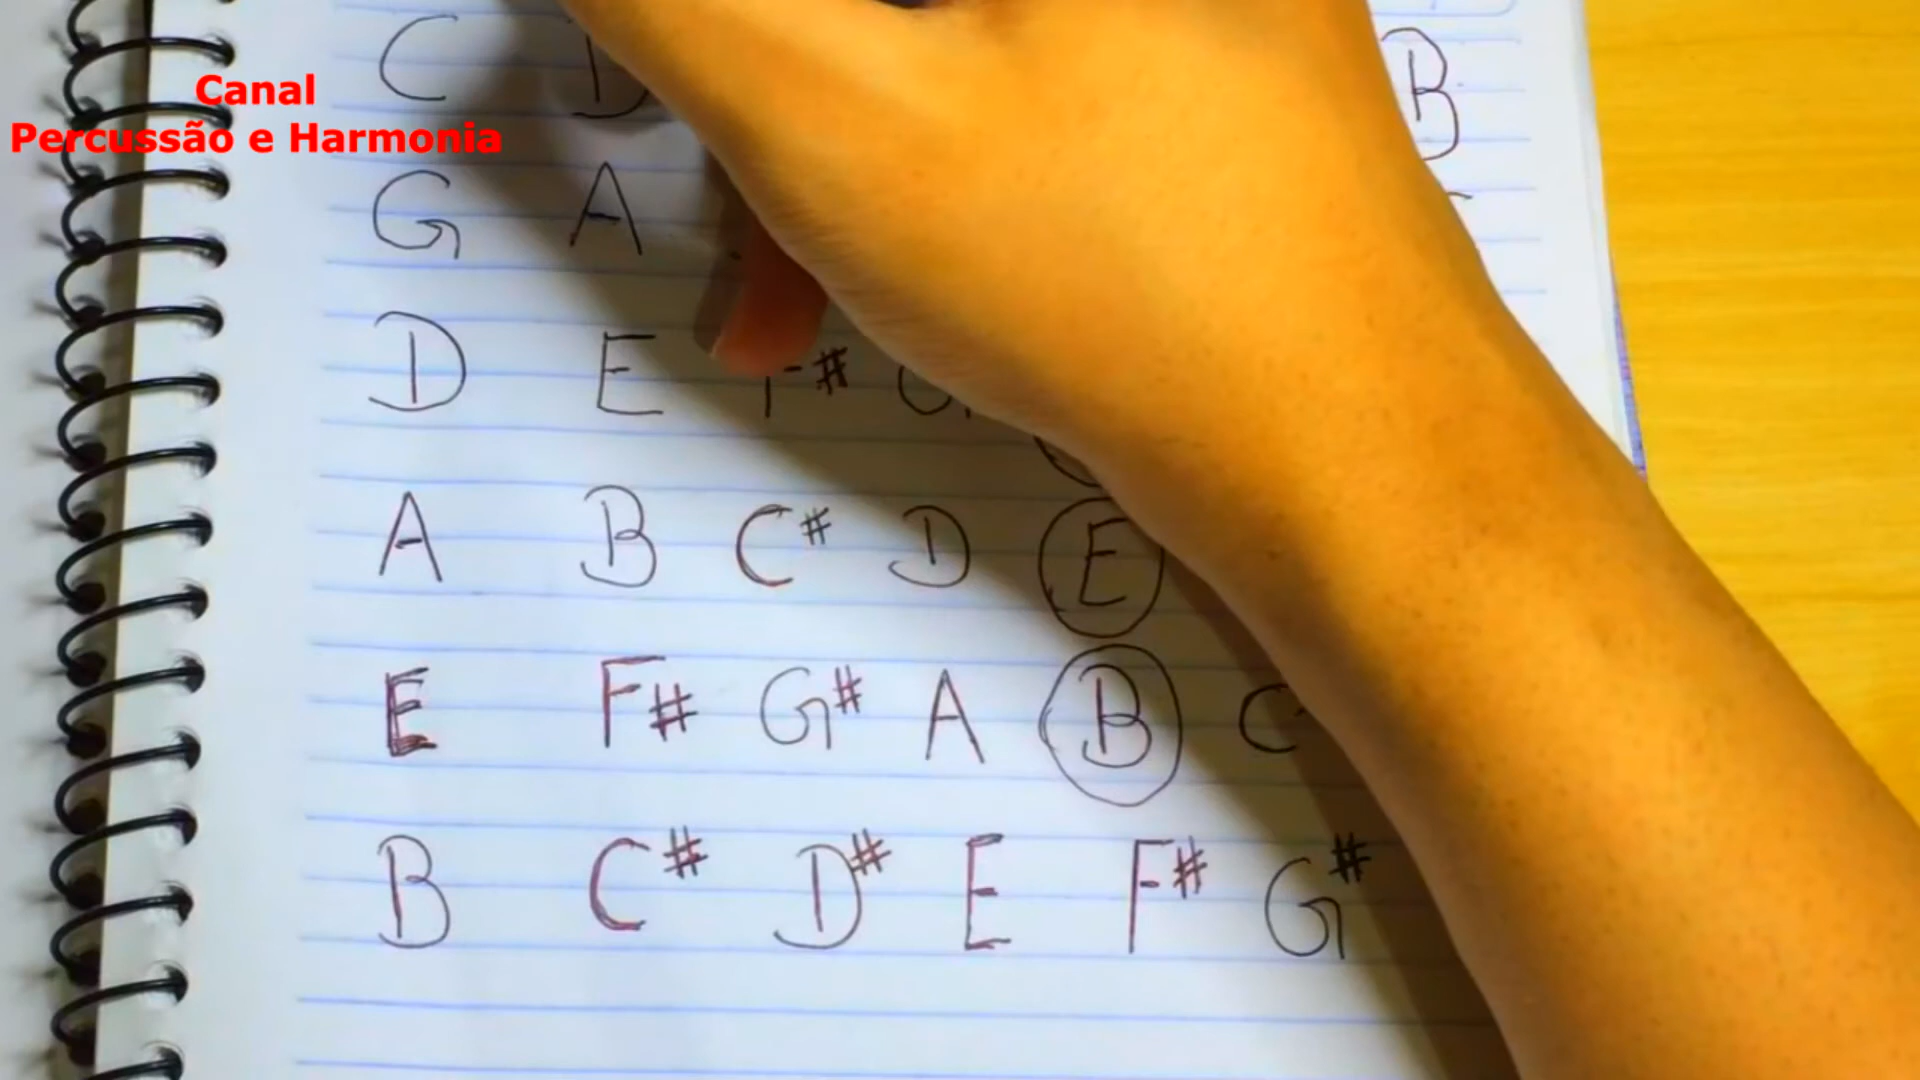 Canal
Percussão e Harmonia
C D B
G A
D E F# G
A B C# D E
E F# G# A B C
B C# D# E F# G#